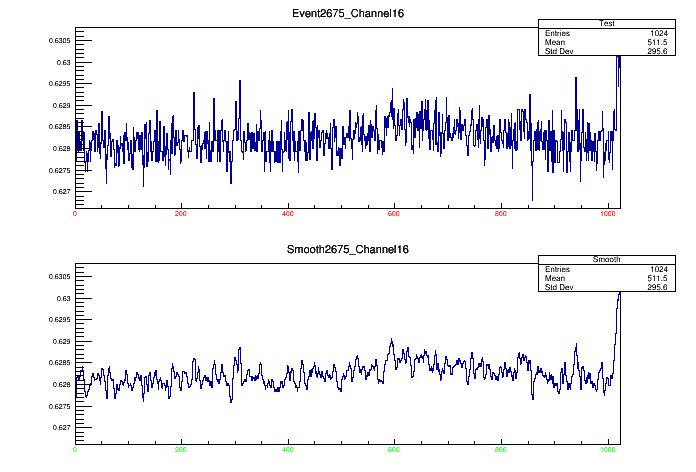 Event2675_Channel16
Test
Entries 1024
Mean 511.5
Std Dev 295.6
0.6305
0.63
0.6295
0.629
0.6285
0.628
0.6275
0.627
0 200 400 600 800 1000
Smooth2675_Channel16
Smooth
Entries 1024
Mean 511.5
Std Dev 295.6
0.6305
0.63
0.6295
0.629
0.6285
0.628
0.6275
0.627
0 200 400 600 800 1000